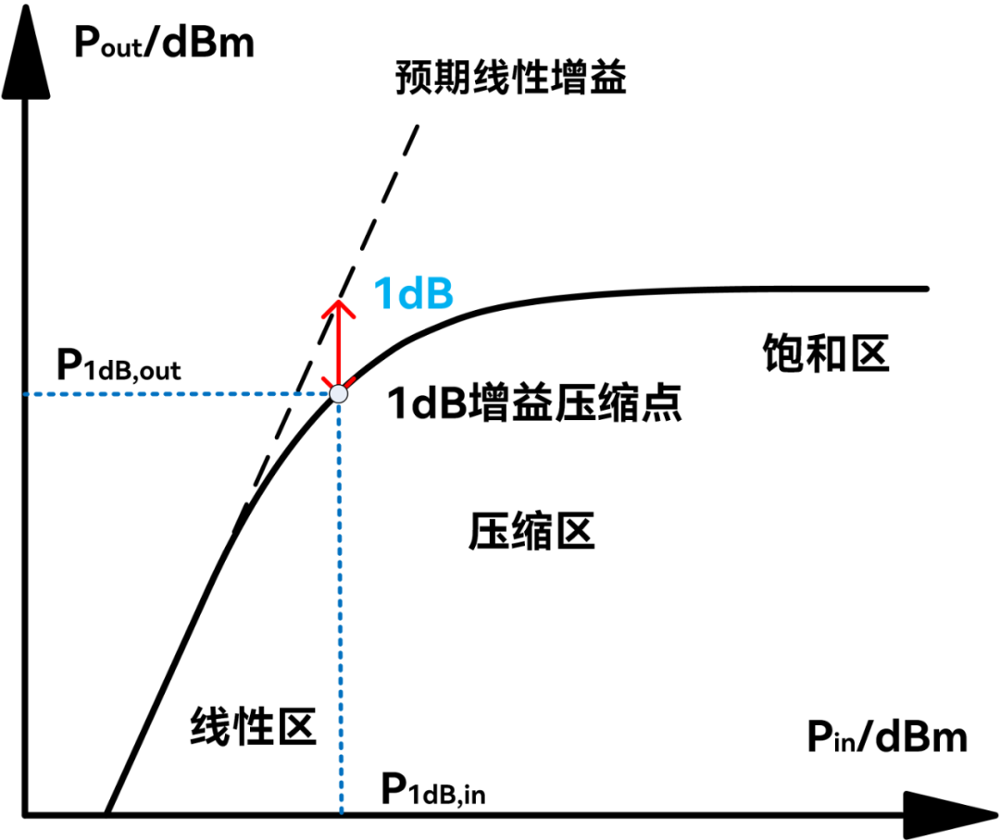 Pout/dBm
预期线性增益
1dB
P1dB,out
饱和区
1dB增益压缩点
压缩区
线性区
Pin/dBm
P1dB,in